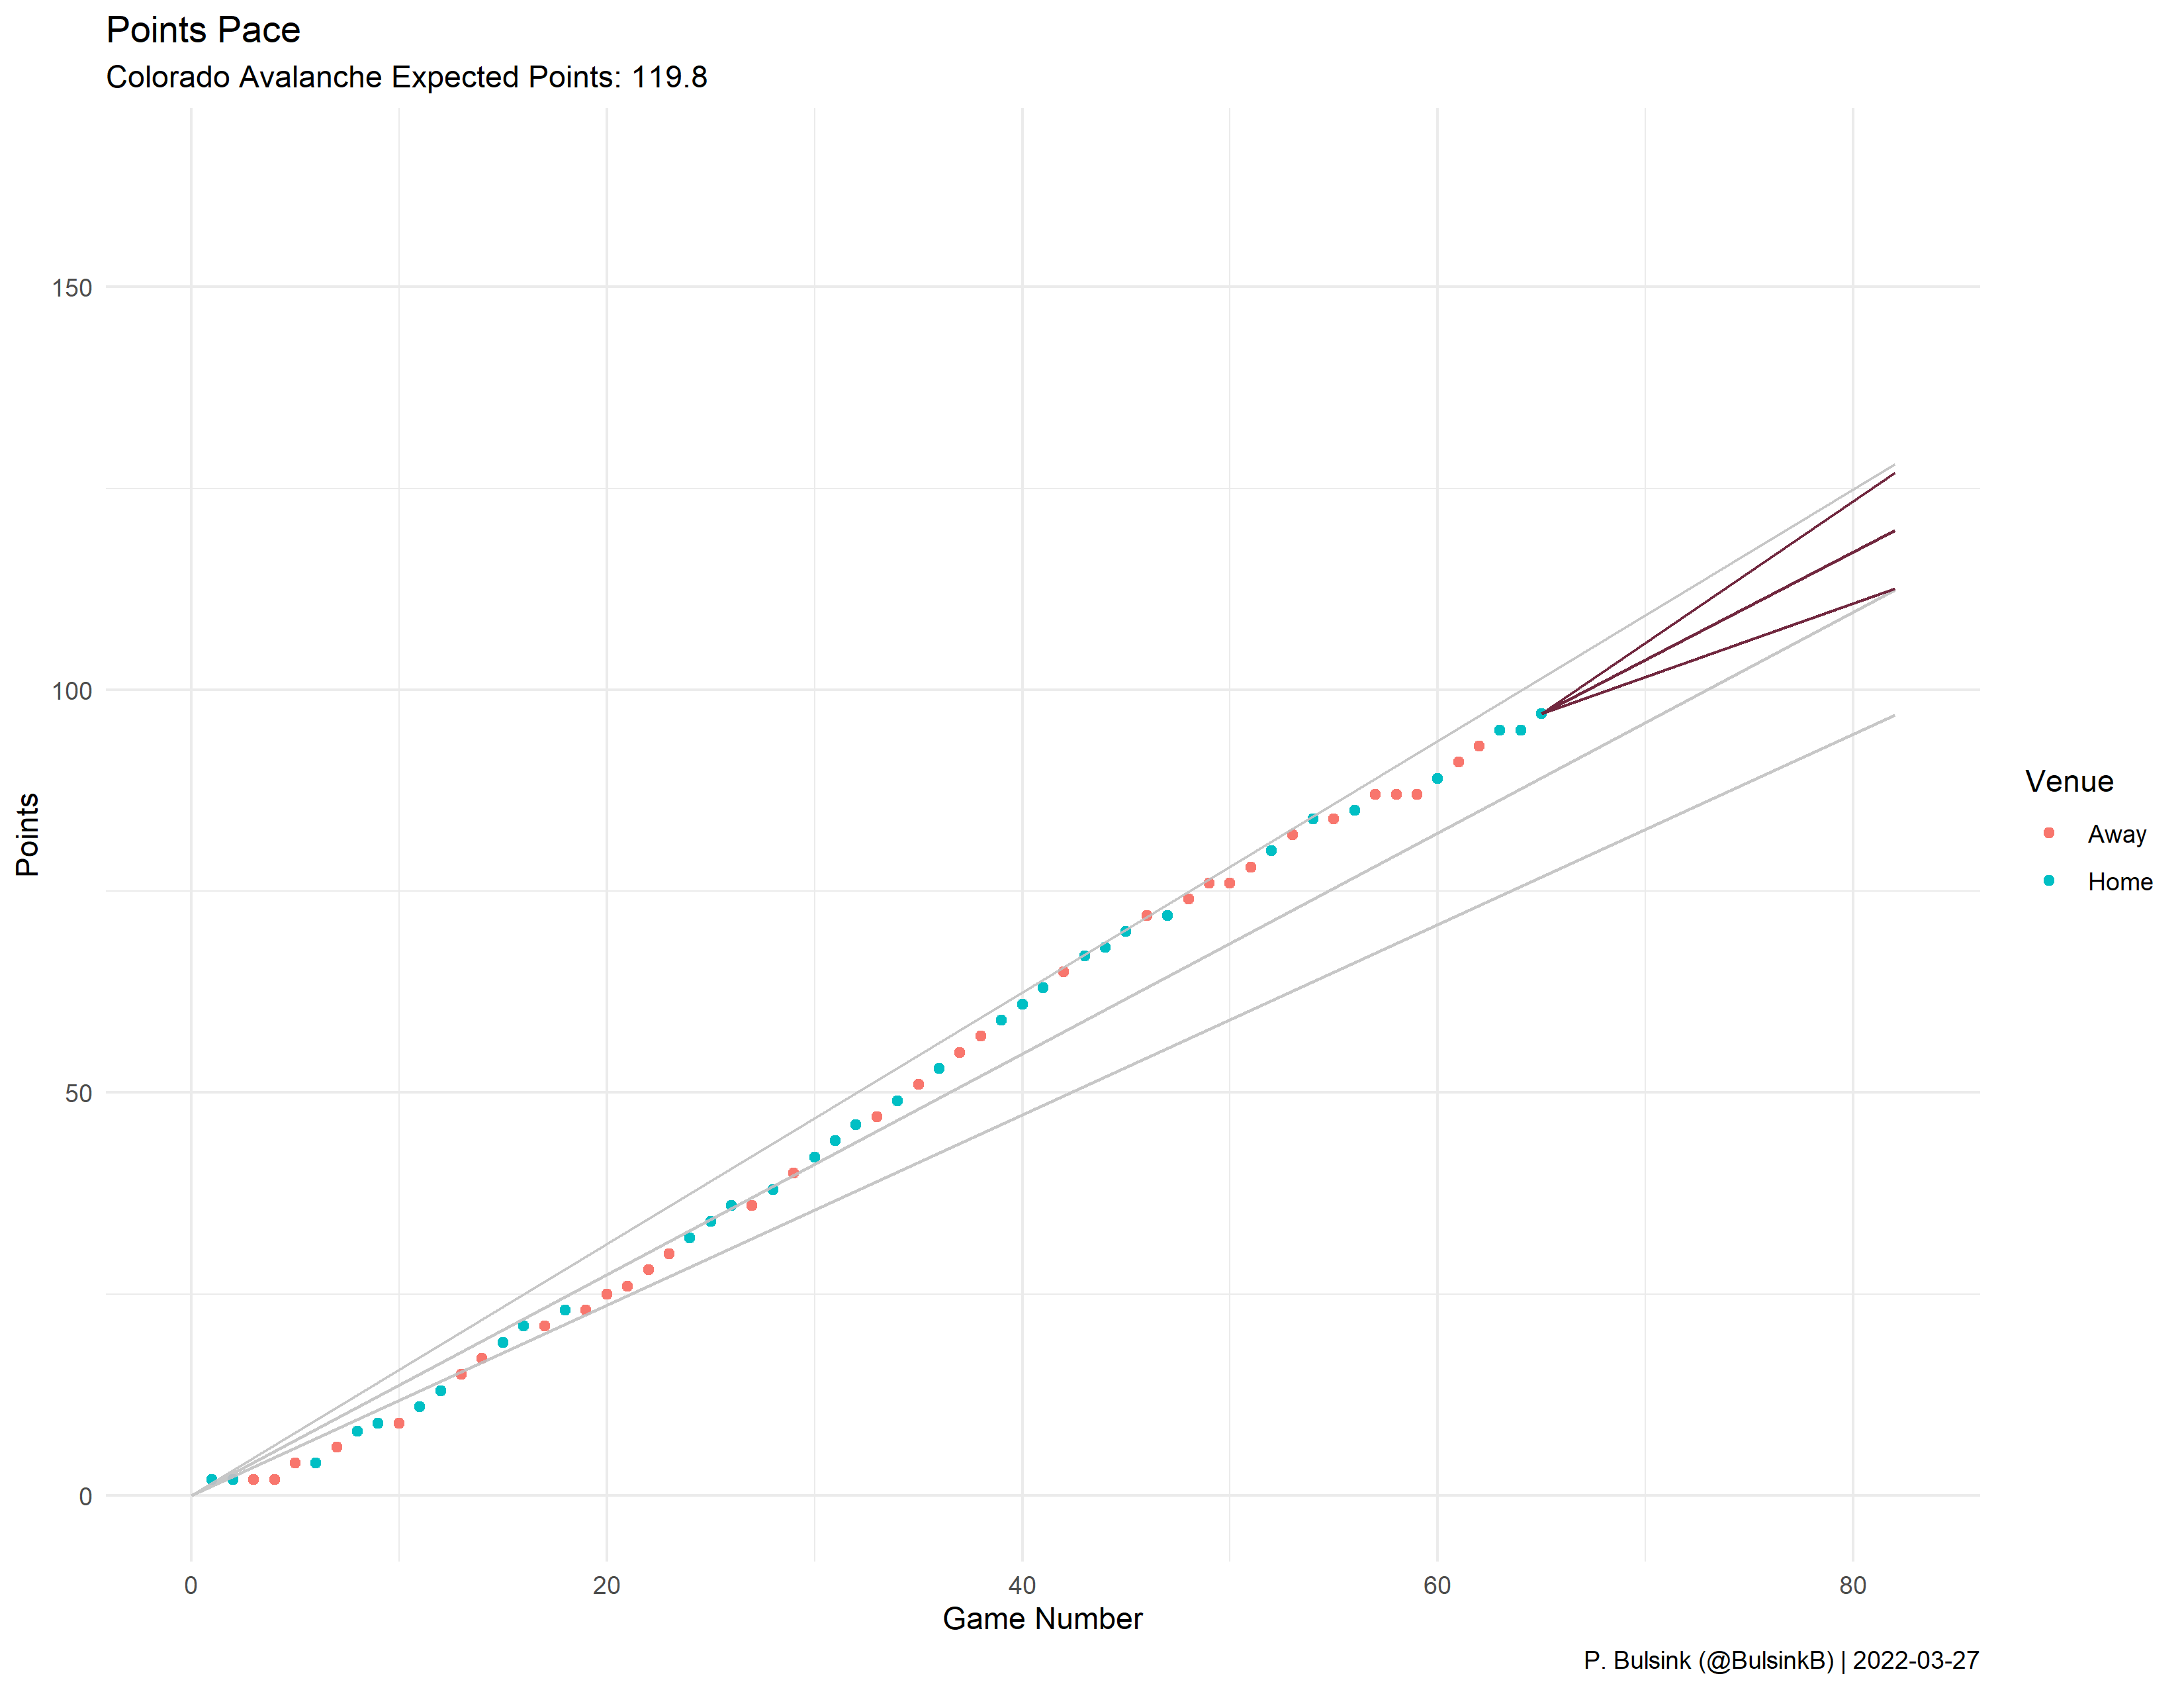 Points Pace
Colorado Avalanche Expected Points: 119.8
150
100
50
0
Points
0 20 40 60 80
Game Number
Venue
Away
Home
P. Bulsink (@BulsinkB) | 2022-03-27